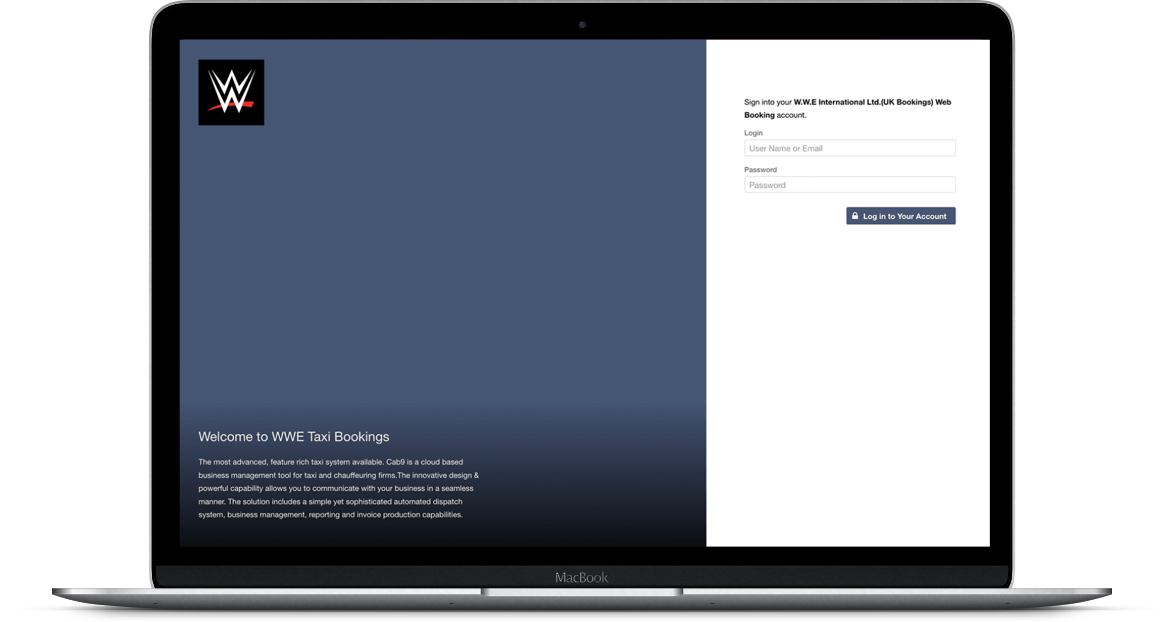 W
Welcome to WWE Taxi Bookings
The most advanced, feature rich taxi system available. Cab9 is a cloud based
business management tool for taxi and chauffeuring firms.The innovative design &
powerful capability allows you to communicate with your business in a seamless
manner. The solution includes a simple yet sophisticated automated dispatch
system, business management, reporting and invoice production capabilities.
Sign into your W.W.E International Ltd.(UK Bookings) Web
Booking account.
Login
User Name or Email
Password
Password
Log in to Your Account
MacBook